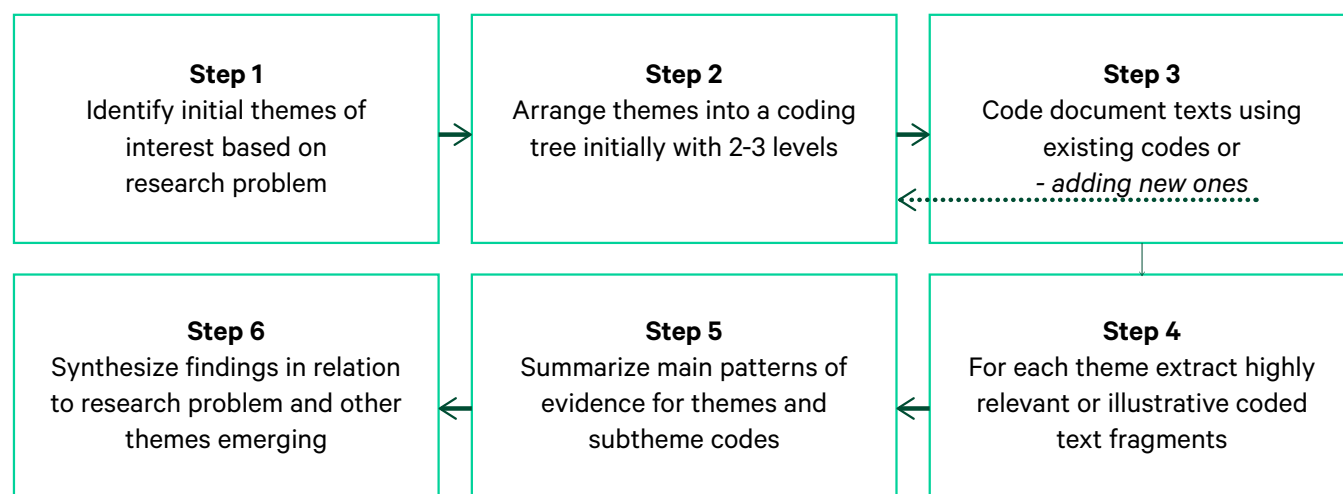 Step 1
Identify initial themes of
interest based on
research problem
Step 2
Arrange themes into a coding
tree initially with 2-3 levels
Step 3
Code document texts using
existing codes or
- adding new ones
Step 4
For each theme extract highly
relevant or illustrative coded
text fragments
Step 5
Summarize main patterns of
evidence for themes and
subtheme codes
Step 6
Synthesize findings in relation
to research problem and other
themes emerging